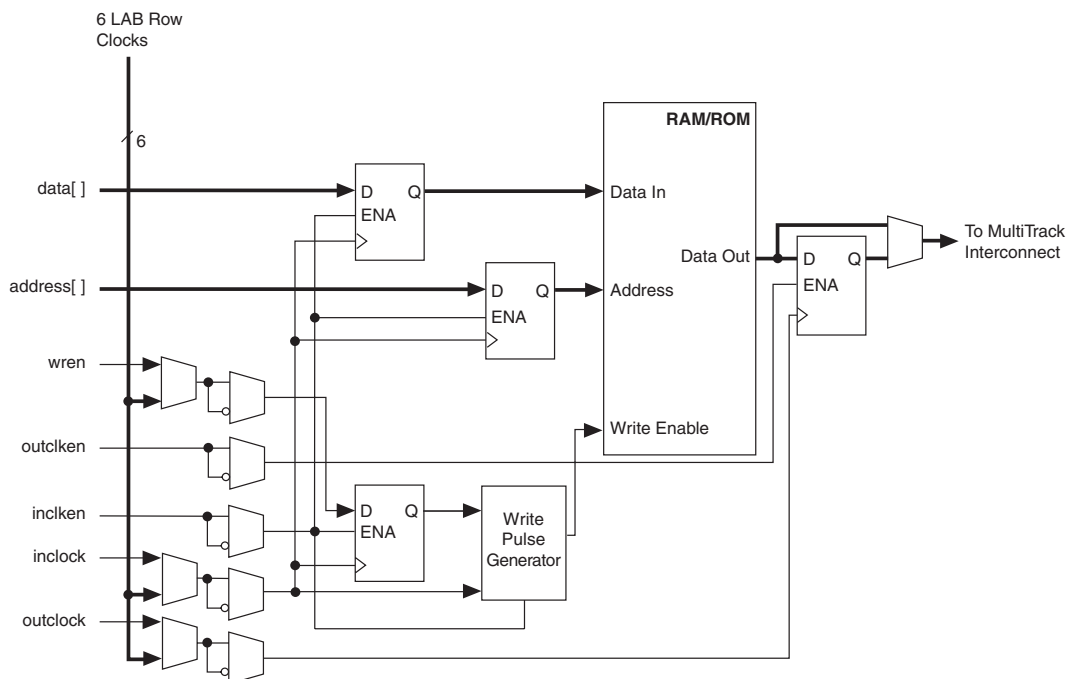 6 LAB Row
Clocks
6
RAM/ROM
data[ ]
D Q
ENA
Data In
To MultiTrack
Interconnect
Data Out
D Q
ENA
address[ ]
D Q
ENA
Address
wren
Write Enable
outclken
inclken
D Q
ENA
Write
Pulse
Generator
inclock
outclock